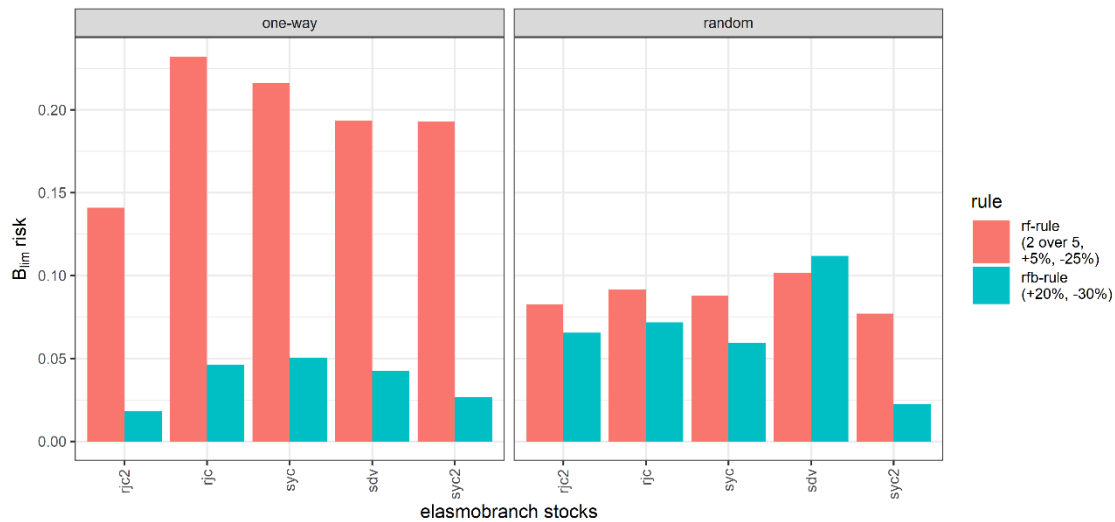 one-way
random
0.20
0.15
0.10
0.05
0.00
Blim risk
rjc2
rjc
syc
sdv
syc2
rjc2
rjc
syc
sdv
syc2
elasmobranch stocks
rule
rf-rule
(2 over 5,
+5%, -25%)
rfb-rule
(+20%, -30%)